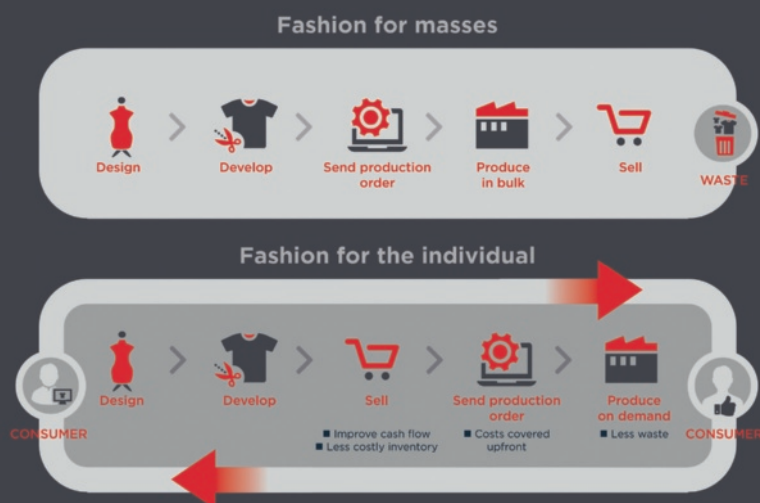 Fashion for masses
Design
Develop
Send production
order
Produce
in bulk
Sell
WASTE
Fashion for the individual
CONSUMER
Design
Develop
Sell
■ Improve cash flow
■ Less costly inventory
Send production
order
■ Costs covered
upfront
Produce
on demand
■ Less waste
CONSUMER